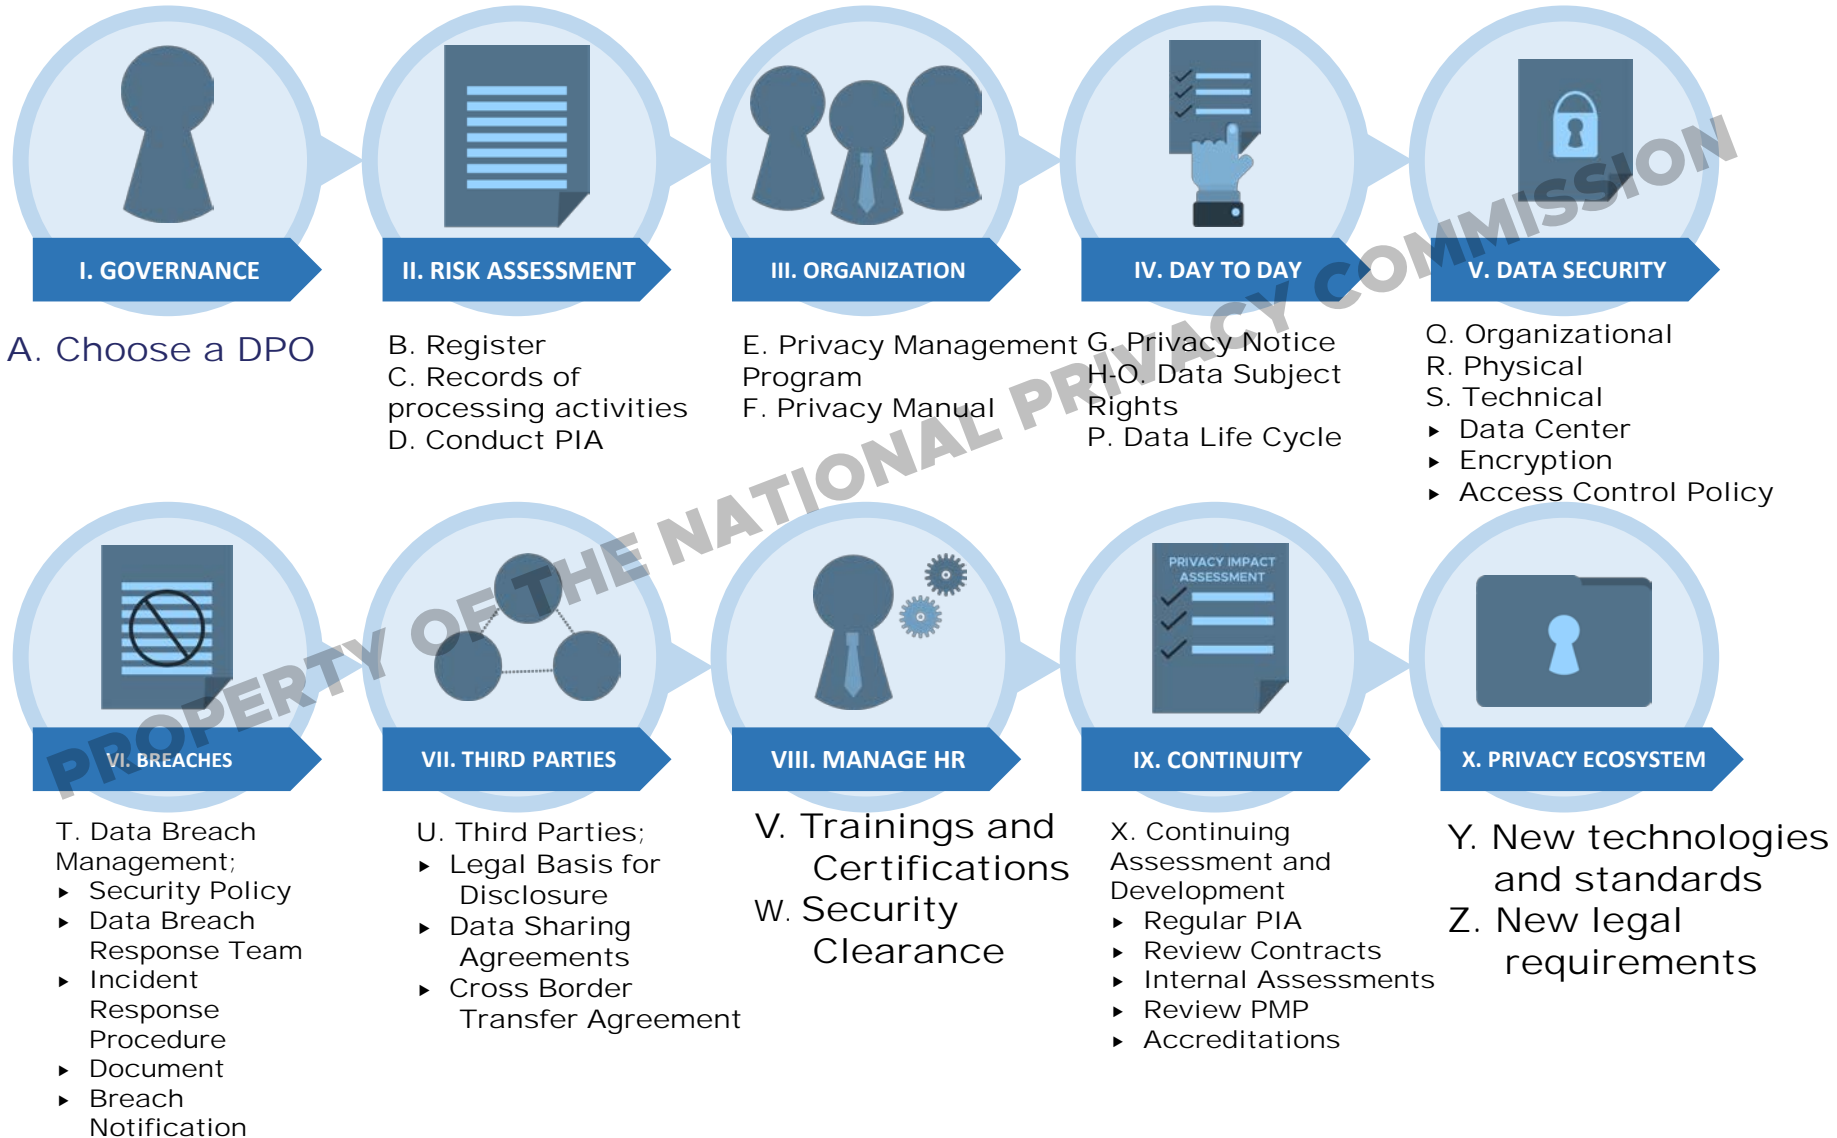 I. GOVERNANCE
A. Choose a DPO
II. RISK ASSESSMENT
B. Register
C. Records of
processing activities
D. Conduct PIA
III. ORGANIZATION
E. Privacy Management
Program
F. Privacy Manual
IV. DAY TO DAY
G. Privacy Notice
H-O. Data Subject
Rights
P. Data Life Cycle
V. DATA SECURITY
Q. Organizational
R. Physical
S. Technical
▸ Data Center
▸ Encryption
▸ Access Control Policy
VI. BREACHES
T. Data Breach
Management;
▸ Security Policy
▸ Data Breach
Response Team
▸ Incident
Response
Procedure
▸ Document
▸ Breach
Notification
VII. THIRD PARTIES
U. Third Parties;
▸ Legal Basis for
Disclosure
▸ Data Sharing
Agreements
▸ Cross Border
Transfer Agreement
VIII. MANAGE HR
V. Trainings and
Certifications
W. Security
Clearance
PRIVACY IMPACT
ASSESSMENT
IX. CONTINUITY
X. Continuing
Assessment and
Development
▸ Regular PIA
▸ Review Contracts
▸ Internal Assessments
▸ Review PMP
▸ Accreditations
X. PRIVACY ECOSYSTEM
Y. New technologies
and standards
Z. New legal
requirements
PROPERTY OF THE NATIONAL PRIVACY COMMISSION